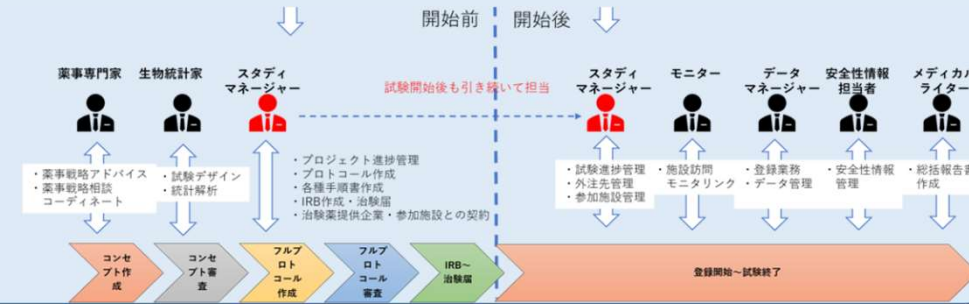 開始前
開始後
薬事専門家
生物統計家
スタディ
マネージャー
試験開始後も引き続いて担当
スタディ
マネージャー
モニター
データ
マネージャー
安全性情報
担当者
メディカル
ライター
・薬事戦略アドバイス
・薬事戦略相談
コーディネート
・試験デザイン
・統計解析
・プロジェクト進捗管理
・プロトコール作成
・各種手順書作成
・IRB作成・治験届
・治験薬提供企業・参加施設との契約
・試験進捗管理
・外注先管理
・参加施設管理
・施設訪問
モニタリング
・登録業務
・データ管理
・安全性情報
管理
・総括報告書
作成
コンセ
プト作
成
コンセ
プト審
査
フルプ
ロト
コール
作成
フルプ
ロト
コール
審査
IRB～
治験届
登録開始～試験終了